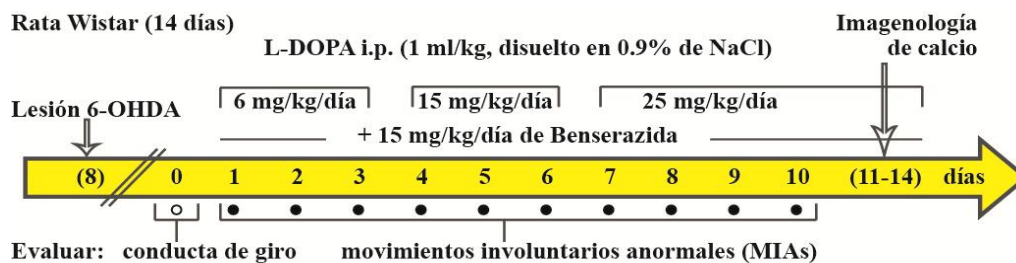 Rata Wistar (14 días)
Imagenología
de calcio
L-DOPA i.p. (1 ml/kg, disuelto en 0.9% de NaCl)
6 mg/kg/día 15 mg/kg/día 25 mg/kg/día
Lesión 6-OHDA
+ 15 mg/kg/día de Benserazida
(8) 0 1 2 3 4 5 6 7 8 9 10 (11-14) días
Evaluar: conducta de giro movimientos involuntarios anormales (MIAs)